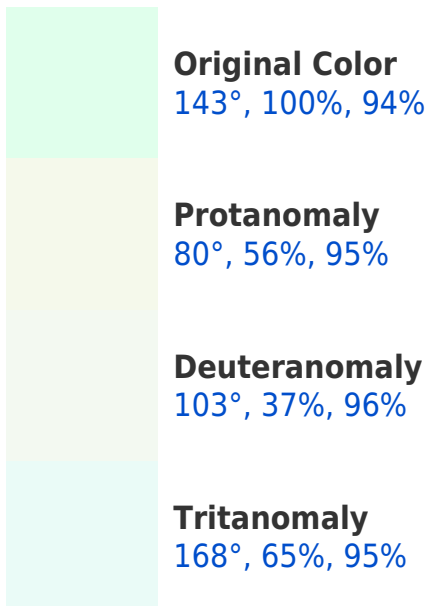 Original Color
143°, 100%, 94%
Protanomaly
80°, 56%, 95%
Deuteranomaly
103°, 37%, 96%
Tritanomaly
168°, 65%, 95%